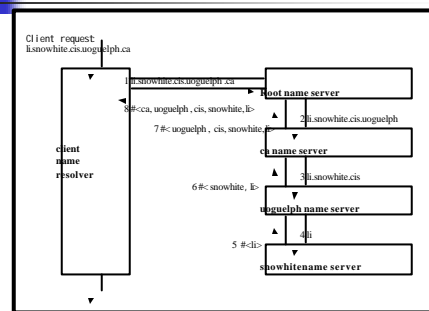 Client request:
li.snowhite.cis.uoguelph.ca
1 li.snowhite.cis.uoguelph.ca
Root name server
8 #<ca, uoguelph, cis, snowhite, li>
2 li.snowhite.cis.uoguelph
7 #< uoguelph, cis, snowhite, li>
ca name server
client
name
resolver
3 li.snowhite.cis
6 #< snowhite, li>
uoguelph name server
4 li
5 #<li>
snowhitename server